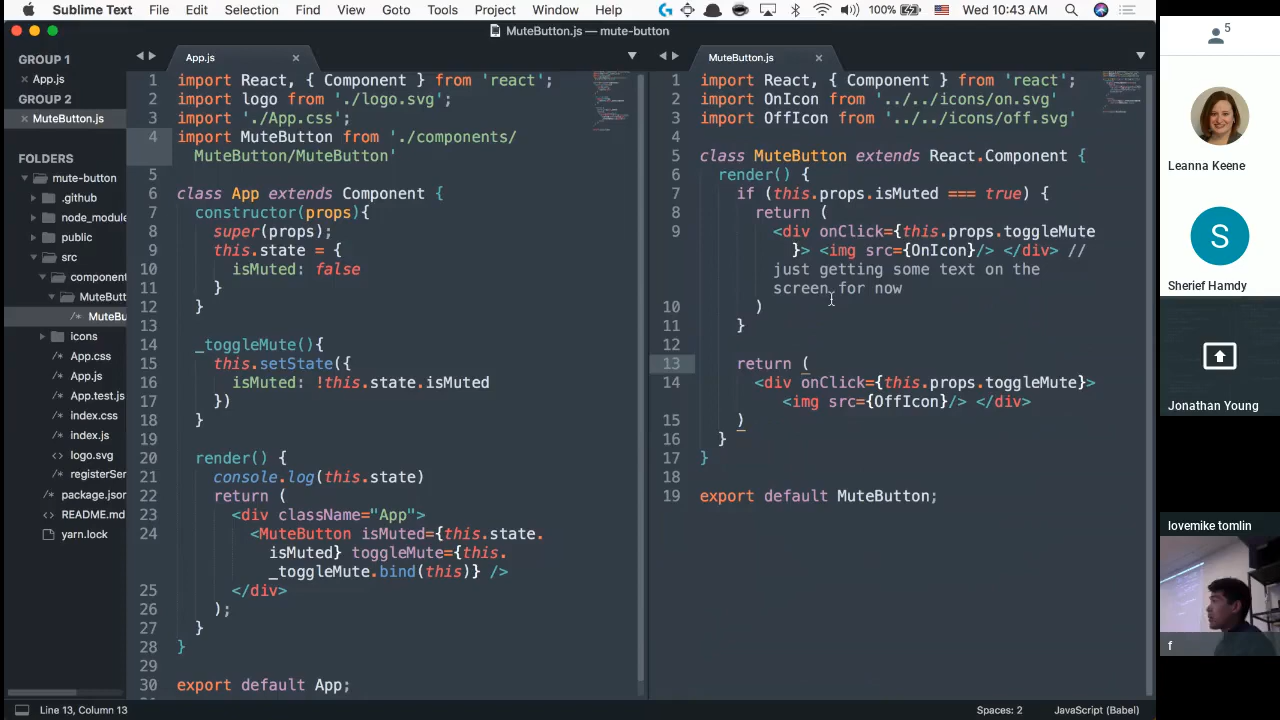 Sublime Text File Edit Selection Find View Goto Tools Project Window Help 100% Wed 10:43 AM
MuteButton.js — mute-button
GROUP 1
App.js
GROUP 2
MuteButton.js
FOLDERS
mute-button
.github
node_module
public
src
component
MuteButt
MuteBu
icons
App.css
App.js
App.test.js
index.css
index.js
logo.svg
registerSer
package.json
README.md
yarn.lock
App.js
1 import React, { Component } from 'react';
2 import logo from './logo.svg';
3 import './App.css';
4 import MuteButton from './components/
MuteButton/MuteButton'
5
6 class App extends Component {
7 constructor(props){
8 super(props);
9 this.state = {
10 isMuted: false
11 }
12 }
13
14 _toggleMute(){
15 this.setState({
16 isMuted: !this.state.isMuted
17 })
18 }
19
20 render() {
21 console.log(this.state)
22 return (
23 <div className="App">
24 <MuteButton isMuted={this.state.
isMuted} toggleMute={this.
_toggleMute.bind(this)} />
25 </div>
26 );
27 }
28 }
29
30 export default App;
MuteButton.js
1 import React, { Component } from 'react';
2 import OnIcon from '../../icons/on.svg'
3 import OffIcon from '../../icons/off.svg'
4
5 class MuteButton extends React.Component {
6 render() {
7 if (this.props.isMuted === true) {
8 return (
9 <div onClick={this.props.toggleMute
}> <img src={OnIcon}/> </div> //
just getting some text on the
screen for now
10 )
11 }
12
13 return (
14 <div onClick={this.props.toggleMute}>
<img src={OffIcon}/> </div>
15 )
16 }
17 }
18
19 export default MuteButton;
Line 13, Column 13
Spaces: 2
JavaScript (Babel)
5
Leanna Keene
S
Sherief Hamdy
Jonathan Young
lovemike tomlin
f